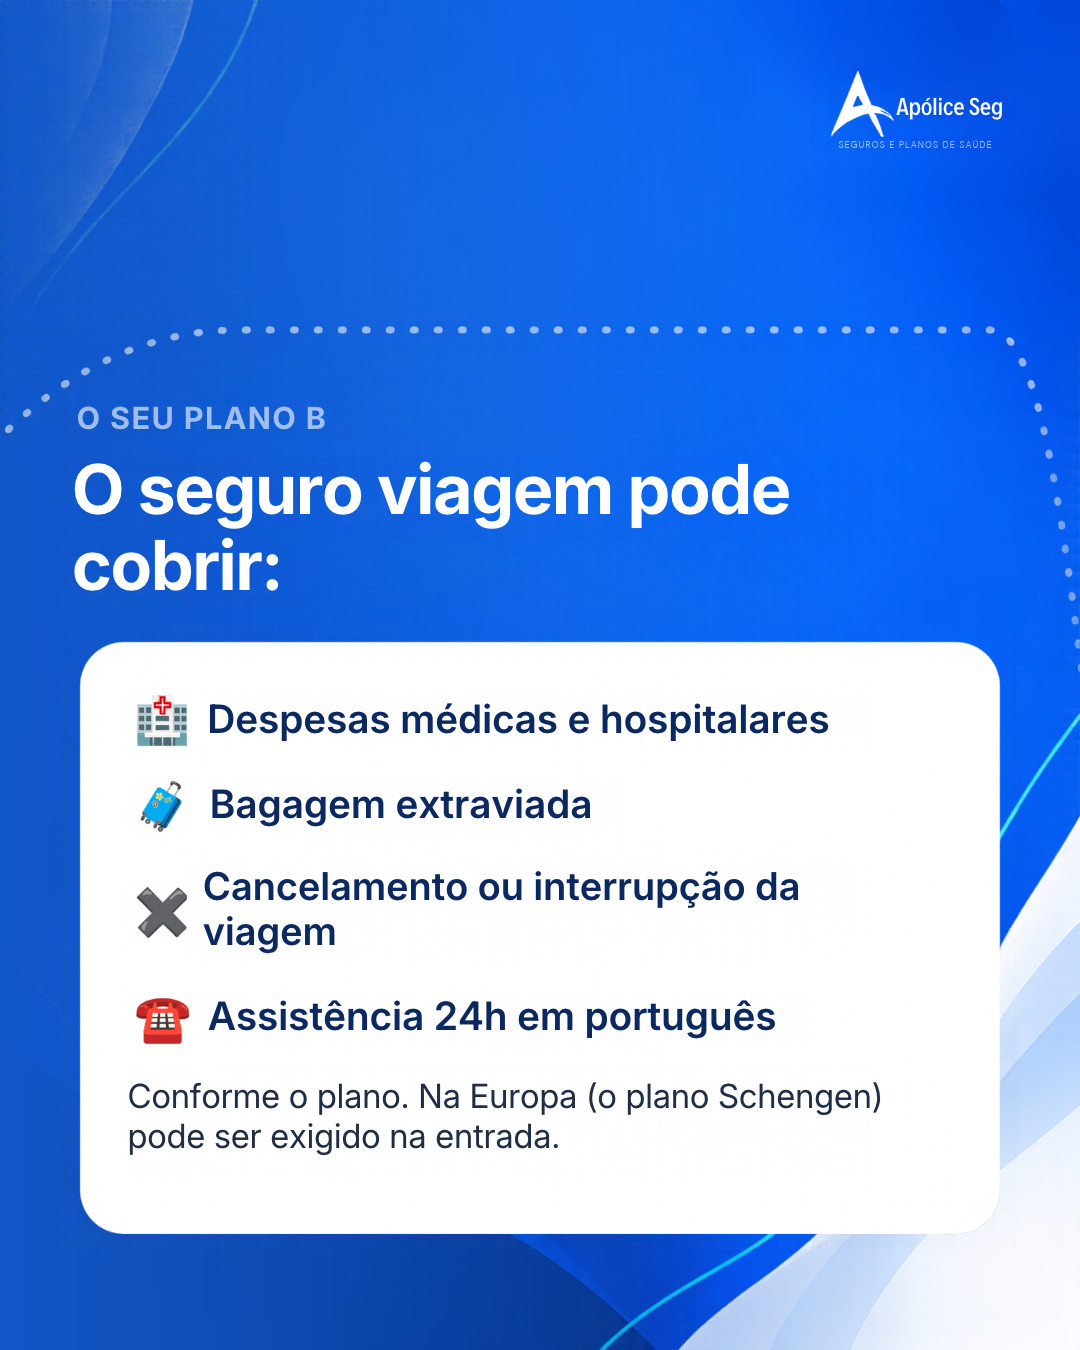 Apólice Seg
SEGUROS E PLANOS DE SAÚDE
O SEU PLANO B
O seguro viagem pode
cobrir:
Despesas médicas e hospitalares
Bagagem extraviada
Cancelamento ou interrupção da
viagem
Assistência 24h em português
Conforme o plano. Na Europa (o plano Schengen)
pode ser exigido na entrada.